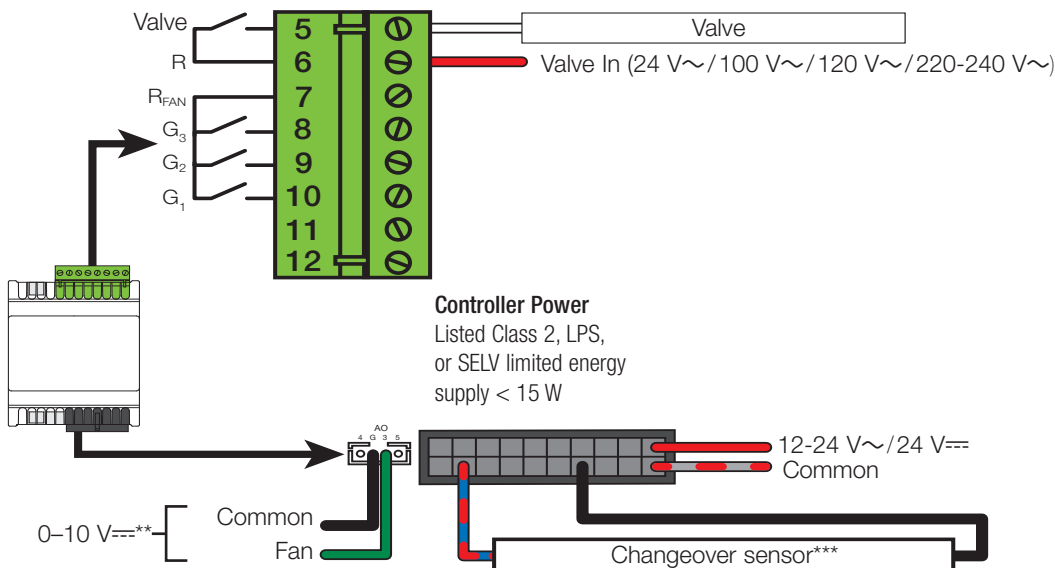 Valve
R
RFAN
G3
G2
G1
5
6
7
8
9
10
11
12
Valve
Valve In (24 V～/100 V～/120 V～/220-240 V～)
Controller Power
Listed Class 2, LPS,
or SELV limited energy
supply < 15 W
AO
4 G 3 5
12-24 V～/24 V⎓
Common
0–10 V⎓**
Common
Fan
Changeover sensor***